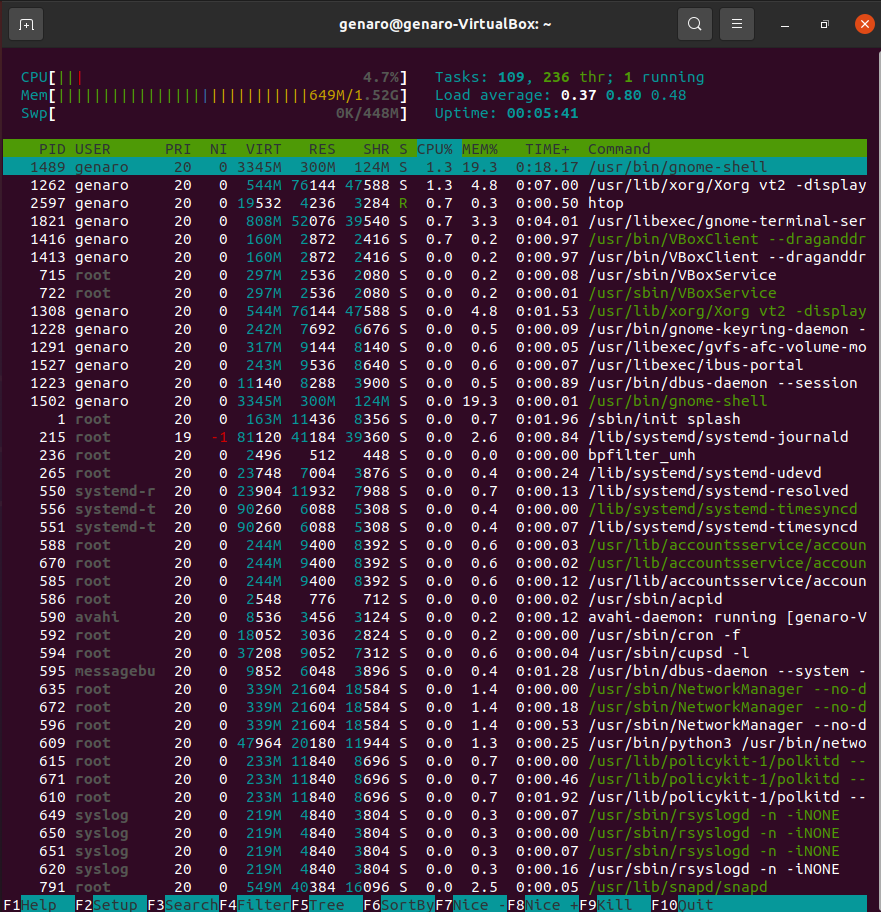 genaro@genaro-VirtualBox: ~
CPU[||| 4.7%] Tasks: 109, 236 thr; 1 running
Mem[||||||||||||||||||||||||||||649M/1.52G] Load average: 0.37 0.80 0.48
Swp[ 0K/448M] Uptime: 00:05:41
PID USER PRI NI VIRT RES SHR S CPU% MEM% TIME+ Command
1489 genaro 20 0 3345M 300M 124M S 1.3 19.3 0:18.17 /usr/bin/gnome-shell
1262 genaro 20 0 544M 76144 47588 S 1.3 4.8 0:07.00 /usr/lib/xorg/Xorg vt2 -display
2597 genaro 20 0 19532 4236 3284 R 0.7 0.3 0:00.50 htop
1821 genaro 20 0 808M 52076 39540 S 0.7 3.3 0:04.01 /usr/libexec/gnome-terminal-ser
1416 genaro 20 0 160M 2872 2416 S 0.7 0.2 0:00.97 /usr/bin/VBoxClient --draganddr
1413 genaro 20 0 160M 2872 2416 S 0.0 0.2 0:00.97 /usr/bin/VBoxClient --draganddr
715 root 20 0 297M 2536 2080 S 0.0 0.2 0:00.08 /usr/sbin/VBoxService
722 root 20 0 297M 2536 2080 S 0.0 0.2 0:00.01 /usr/sbin/VBoxService
1308 genaro 20 0 544M 76144 47588 S 0.0 4.8 0:01.53 /usr/lib/xorg/Xorg vt2 -display
1228 genaro 20 0 242M 7692 6676 S 0.0 0.5 0:00.09 /usr/bin/gnome-keyring-daemon -
1291 genaro 20 0 317M 9144 8140 S 0.0 0.6 0:00.05 /usr/libexec/gvfs-afc-volume-mo
1527 genaro 20 0 243M 9536 8640 S 0.0 0.6 0:00.07 /usr/libexec/ibus-portal
1223 genaro 20 0 11140 8288 3900 S 0.0 0.5 0:00.89 /usr/bin/dbus-daemon --session
1502 genaro 20 0 3345M 300M 124M S 0.0 19.3 0:00.01 /usr/bin/gnome-shell
1 root 20 0 163M 11436 8356 S 0.0 0.7 0:01.96 /sbin/init splash
215 root 19 -1 81120 41184 39360 S 0.0 2.6 0:00.84 /lib/systemd/systemd-journald
236 root 20 0 2496 512 448 S 0.0 0.0 0:00.00 bpfilter_umh
265 root 20 0 23748 7004 3876 S 0.0 0.4 0:00.24 /lib/systemd/systemd-udevd
550 systemd-r 20 0 23904 11932 7988 S 0.0 0.7 0:00.13 /lib/systemd/systemd-resolved
556 systemd-t 20 0 90260 6088 5308 S 0.0 0.4 0:00.00 /lib/systemd/systemd-timesyncd
551 systemd-t 20 0 90260 6088 5308 S 0.0 0.4 0:00.07 /lib/systemd/systemd-timesyncd
588 root 20 0 244M 9400 8392 S 0.0 0.6 0:00.03 /usr/lib/accountsservice/accoun
670 root 20 0 244M 9400 8392 S 0.0 0.6 0:00.02 /usr/lib/accountsservice/accoun
585 root 20 0 244M 9400 8392 S 0.0 0.6 0:00.12 /usr/lib/accountsservice/accoun
586 root 20 0 2548 776 712 S 0.0 0.0 0:00.02 /usr/sbin/acpid
590 avahi 20 0 8536 3456 3124 S 0.0 0.2 0:00.12 avahi-daemon: running [genaro-V
592 root 20 0 18052 3036 2824 S 0.0 0.2 0:00.00 /usr/sbin/cron -f
594 root 20 0 37208 9052 7312 S 0.0 0.6 0:00.04 /usr/sbin/cupsd -l
595 messagebu 20 0 9852 6048 3896 S 0.0 0.4 0:01.28 /usr/bin/dbus-daemon --system -
635 root 20 0 339M 21604 18584 S 0.0 1.4 0:00.00 /usr/sbin/NetworkManager --no-d
672 root 20 0 339M 21604 18584 S 0.0 1.4 0:00.18 /usr/sbin/NetworkManager --no-d
596 root 20 0 339M 21604 18584 S 0.0 1.4 0:00.53 /usr/sbin/NetworkManager --no-d
609 root 20 0 47964 20180 11944 S 0.0 1.3 0:00.25 /usr/bin/python3 /usr/bin/netwo
615 root 20 0 233M 11840 8696 S 0.0 0.7 0:00.00 /usr/lib/policykit-1/polkitd --
671 root 20 0 233M 11840 8696 S 0.0 0.7 0:00.46 /usr/lib/policykit-1/polkitd --
610 root 20 0 233M 11840 8696 S 0.0 0.7 0:01.92 /usr/lib/policykit-1/polkitd --
649 syslog 20 0 219M 4840 3804 S 0.0 0.3 0:00.07 /usr/sbin/rsyslogd -n -iNONE
650 syslog 20 0 219M 4840 3804 S 0.0 0.3 0:00.00 /usr/sbin/rsyslogd -n -iNONE
651 syslog 20 0 219M 4840 3804 S 0.0 0.3 0:00.07 /usr/sbin/rsyslogd -n -iNONE
620 syslog 20 0 219M 4840 3804 S 0.0 0.3 0:00.16 /usr/sbin/rsyslogd -n -iNONE
791 root 20 0 549M 40384 16096 S 0.0 2.5 0:00.05 /usr/lib/snapd/snapd
F1Help F2Setup F3SearchF4FilterF5Tree F6SortByF7Nice -F8Nice +F9Kill F10Quit